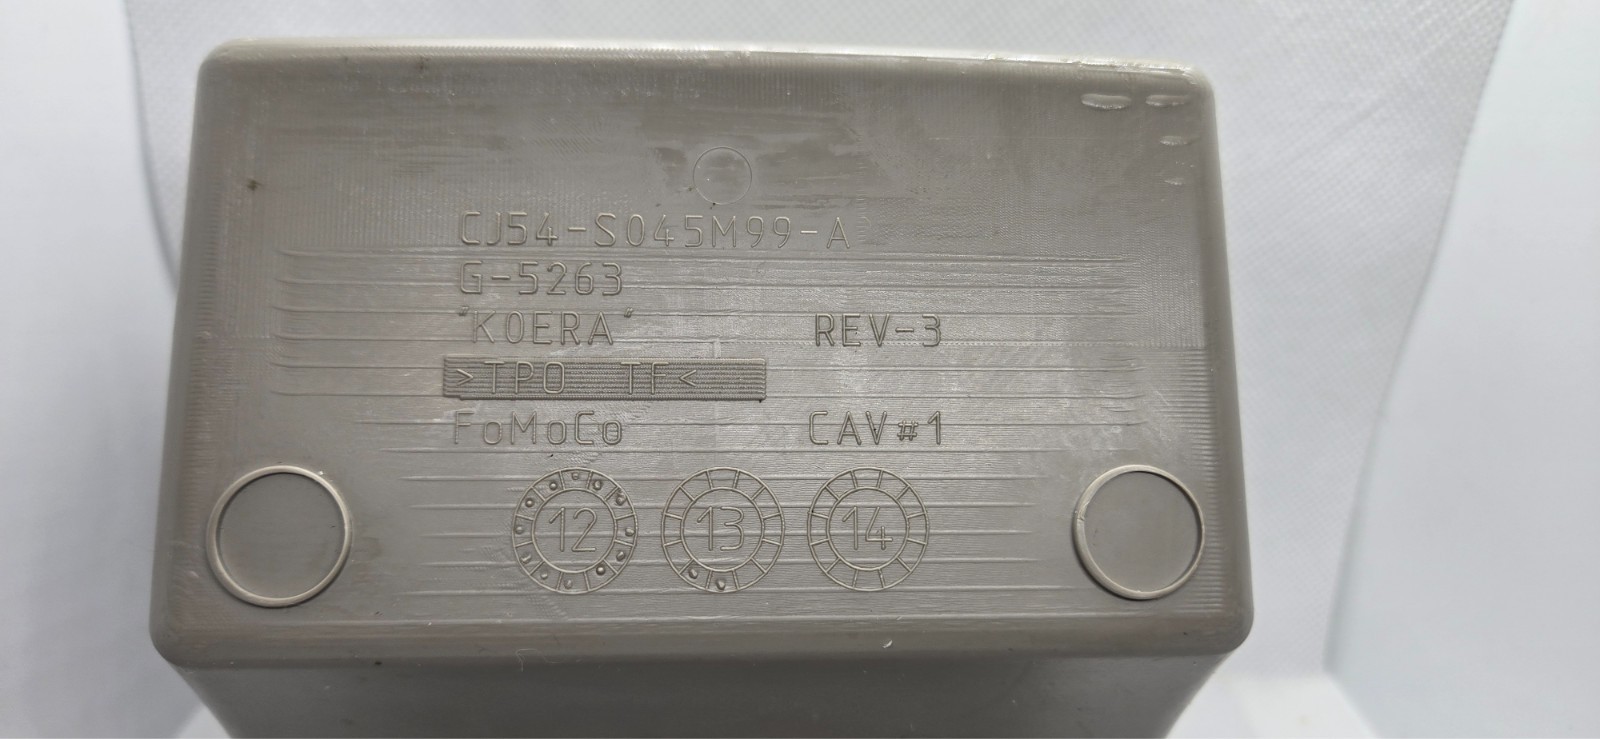 CJ54-S045M99-A
G-5263
"KOERA" REV-3
>TPO TF<
FoMoCo CAV#1
12 13 14